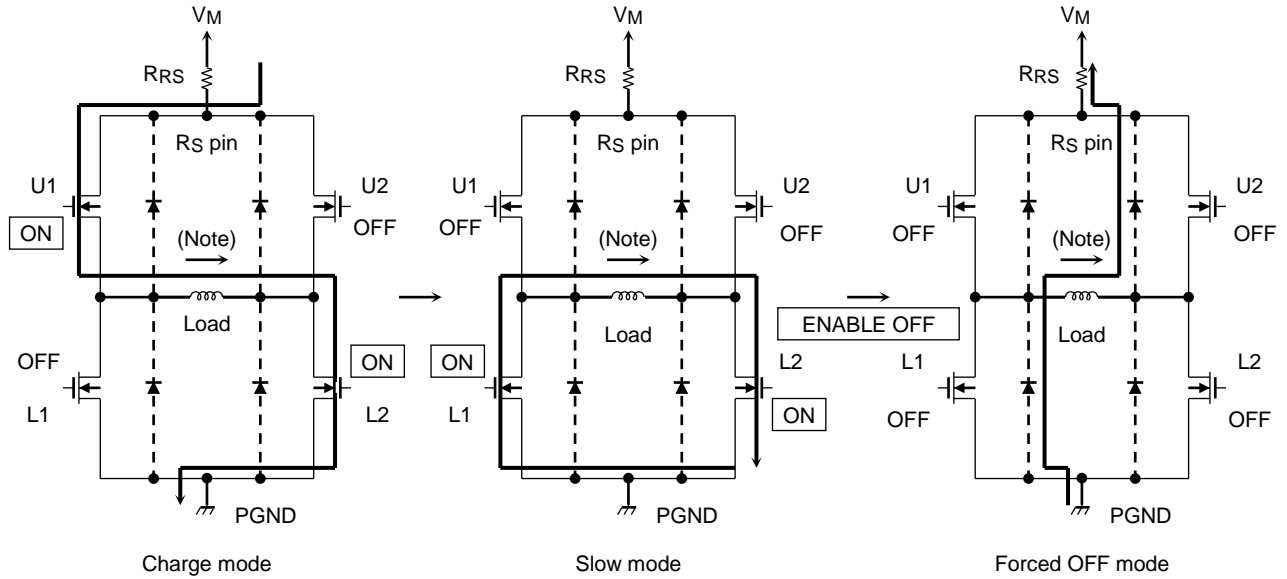 VM
RRS
RS pin
U1
ON
U2
OFF
(Note)
Load
OFF
L1
ON
L2
PGND
Charge mode
VM
RRS
RS pin
U1
OFF
U2
OFF
(Note)
Load
ON
L1
L2
ON
PGND
Slow mode
ENABLE OFF
VM
RRS
RS pin
U1
OFF
U2
OFF
(Note)
Load
L1
OFF
L2
OFF
PGND
Forced OFF mode